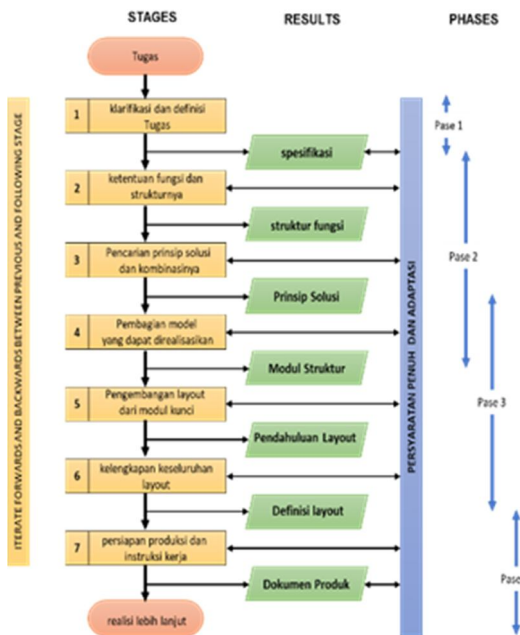 STAGES
RESULTS
PHASES
Tugas
1
klarifikasi dan definisi
Tugas
spesifikasi
2
ketentuan fungsi dan
strukturnya
struktur fungsi
3
Pencarian prinsip solusi
dan kombinasinya
Prinsip Solusi
4
Pembagian model
yang dapat direalisasikan
Modul Struktur
5
Pengembangan layout
dari modul kunci
Pendahuluan Layout
6
kelengkapan keseluruhan
layout
Definisi layout
7
persiapan produksi dan
instruksi kerja
Dokumen Produk
realisi lebih lanjut
ITERATE FORWARDS AND BACKWARDS BETWEEN PREVIOUS AND FOLLOWING STAGE
PERSYARATAN PENUH DAN ADAPTASI
Pase 1
Pase 2
Pase 3
Pase